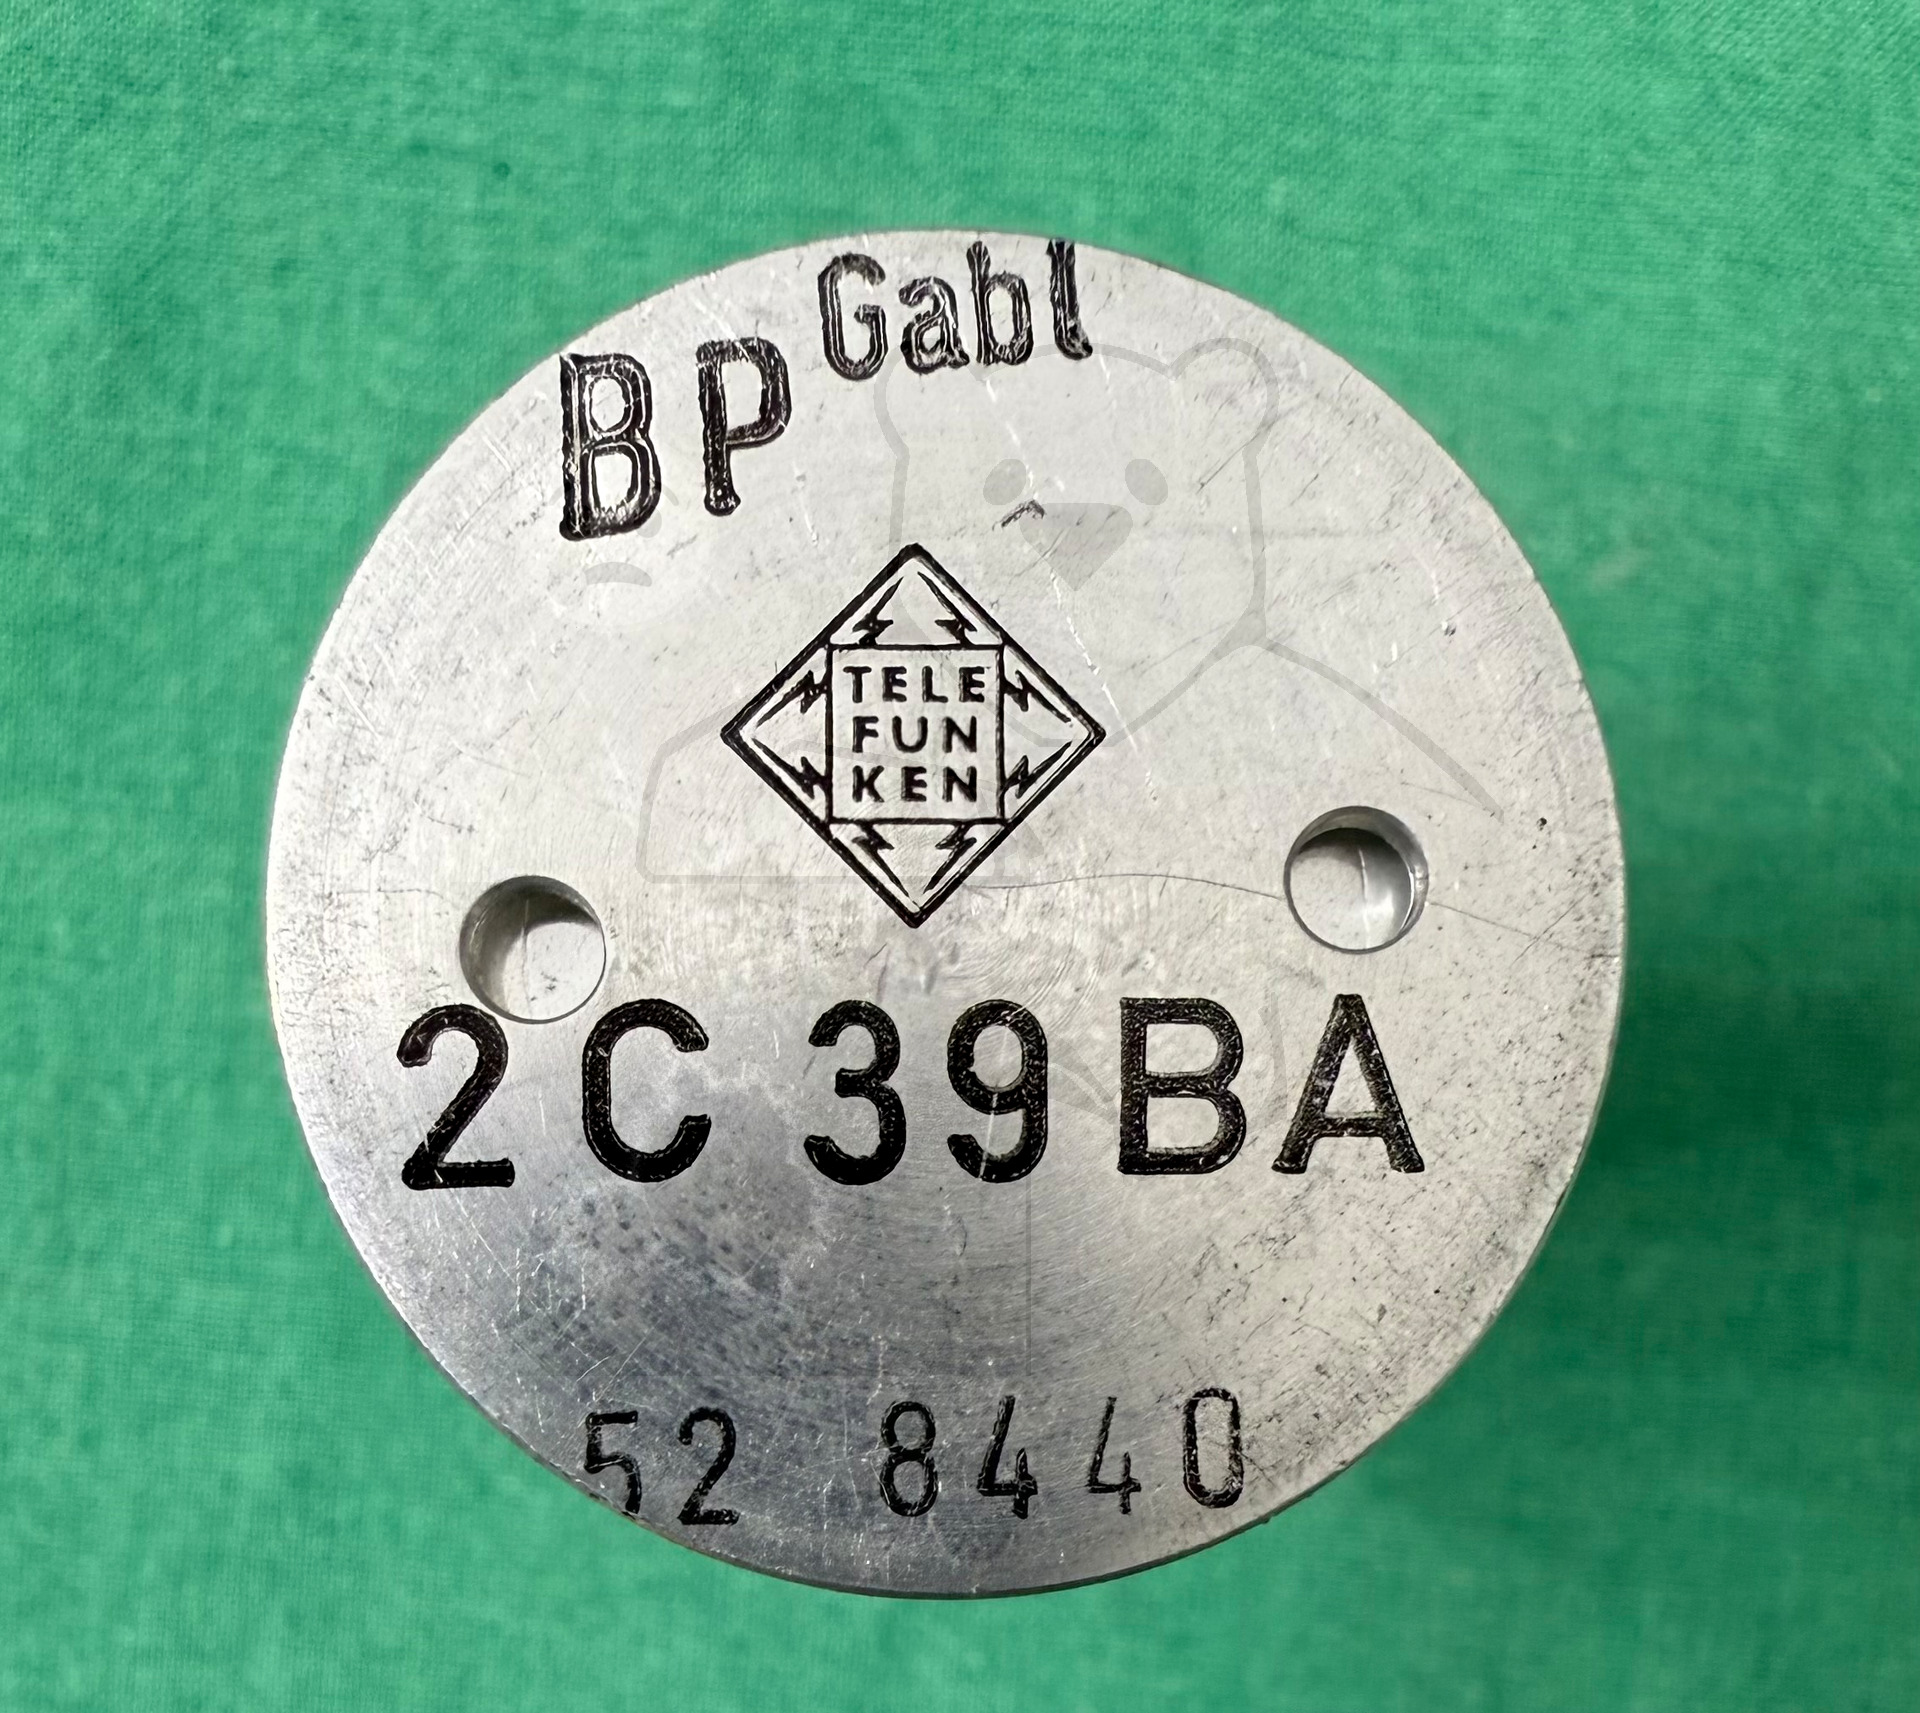 BP Gabl
TELE
FUN
KEN
2C39BA
52 8440